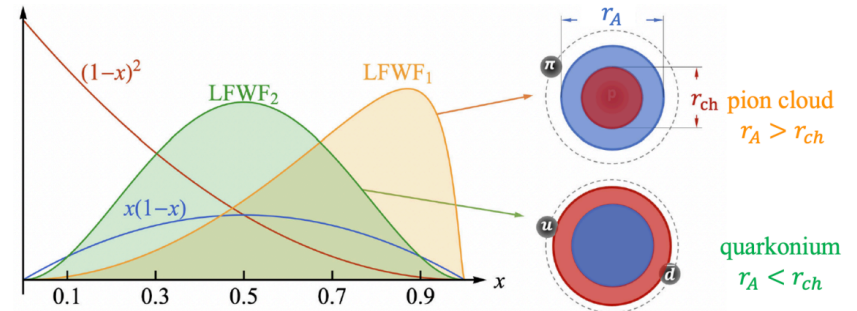 (1−x)²
LFWF₂
LFWF₁
x(1−x)
0.1 0.3 0.5 0.7 0.9 x
r_A
π
p
r_ch
pion cloud
r_A > r_ch
u
d̄
quarkonium
r_A < r_ch